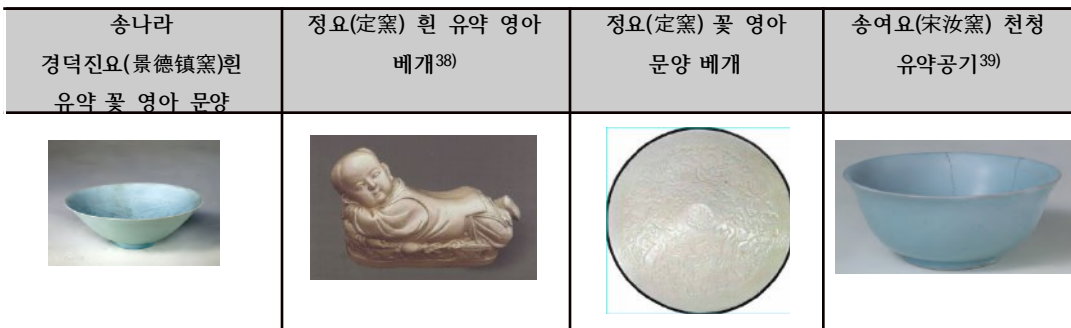 송나라
경덕진요(景德镇窯)흰
유약 꽃 영아 문양
정요(定窯) 흰 유약 영아
베개38)
정요(定窯) 꽃 영아
문양 베개
송여요(宋汝窯) 천청
유약공기39)